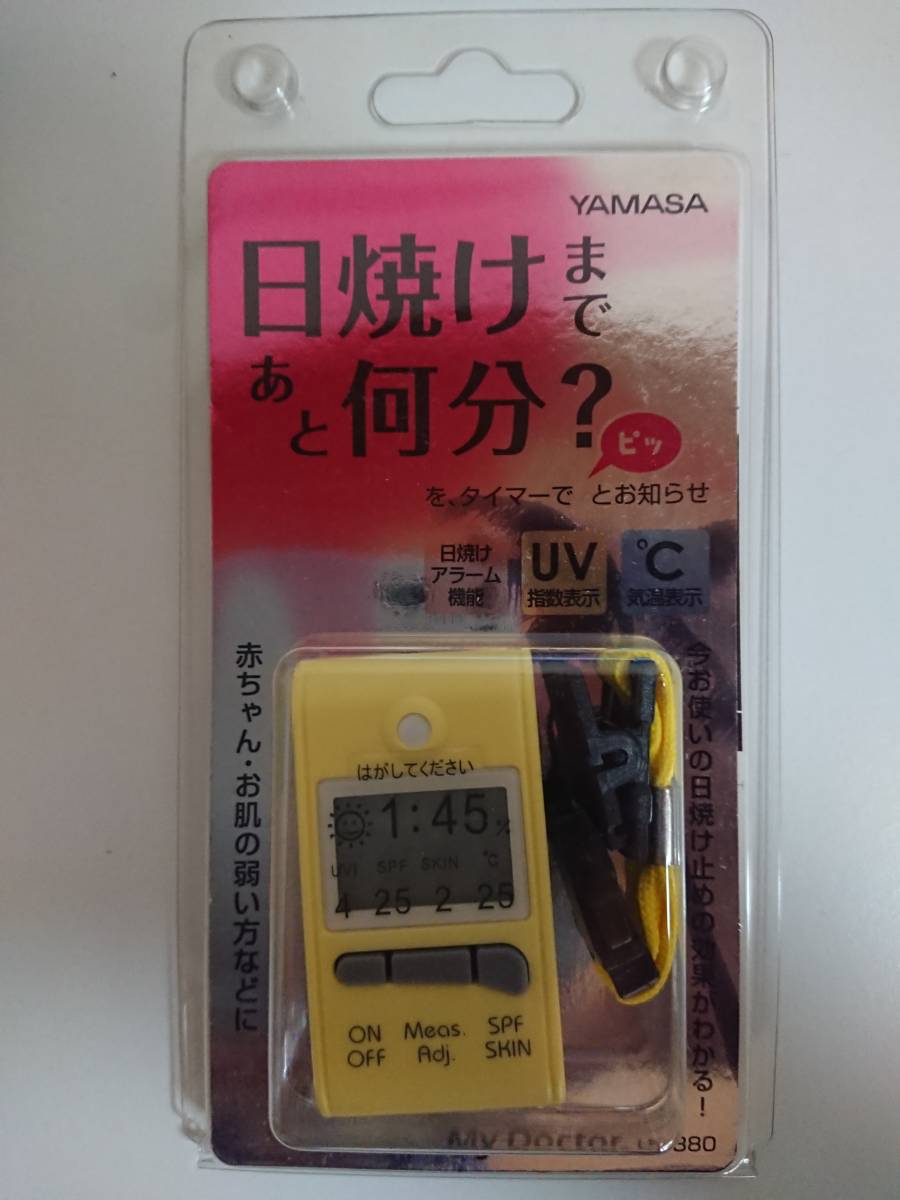 YAMASA
日焼けまで
あと何分?
ピッ
を、タイマーで とお知らせ
日焼け
アラーム
機能
UV
指数表示
℃
気温表示
赤ちゃん・お肌の弱い方などに
今お使いの日焼け止めの効果がわかる!
はがしてください
1:45
UVI SPF SKIN ℃
4 25 2 25
ON
OFF
Meas.
Adj.
SPF
SKIN
My Doctor
380